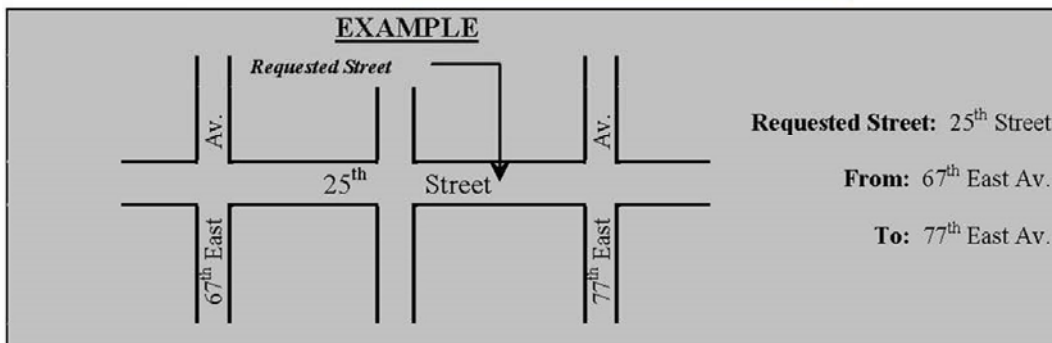 EXAMPLE
Requested Street
Av.
Av.
25th Street
67th East
77th East
Requested Street: 25th Street
From: 67th East Av.
To: 77th East Av.